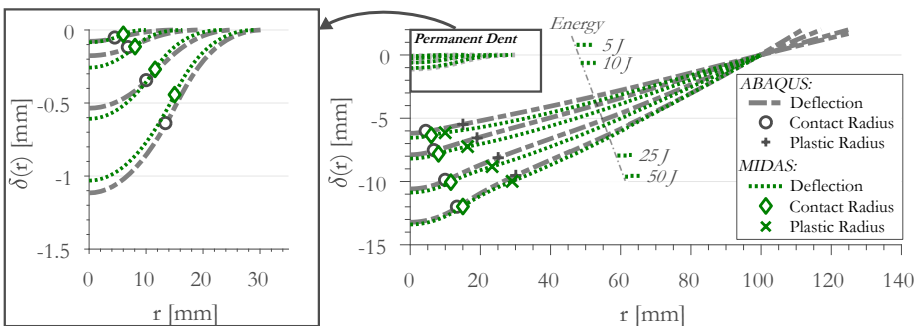 0
-0.5
-1
-1.5
0
10
20
30
r [mm]
δ(r) [mm]
0
-5
-10
-15
0
20
40
60
80
100
120
140
r [mm]
δ(r) [mm]
Permanent Dent
Energy
5 J
10 J
25 J
50 J
ABAQUS:
Deflection
Contact Radius
Plastic Radius
MIDAS:
Deflection
Contact Radius
Plastic Radius